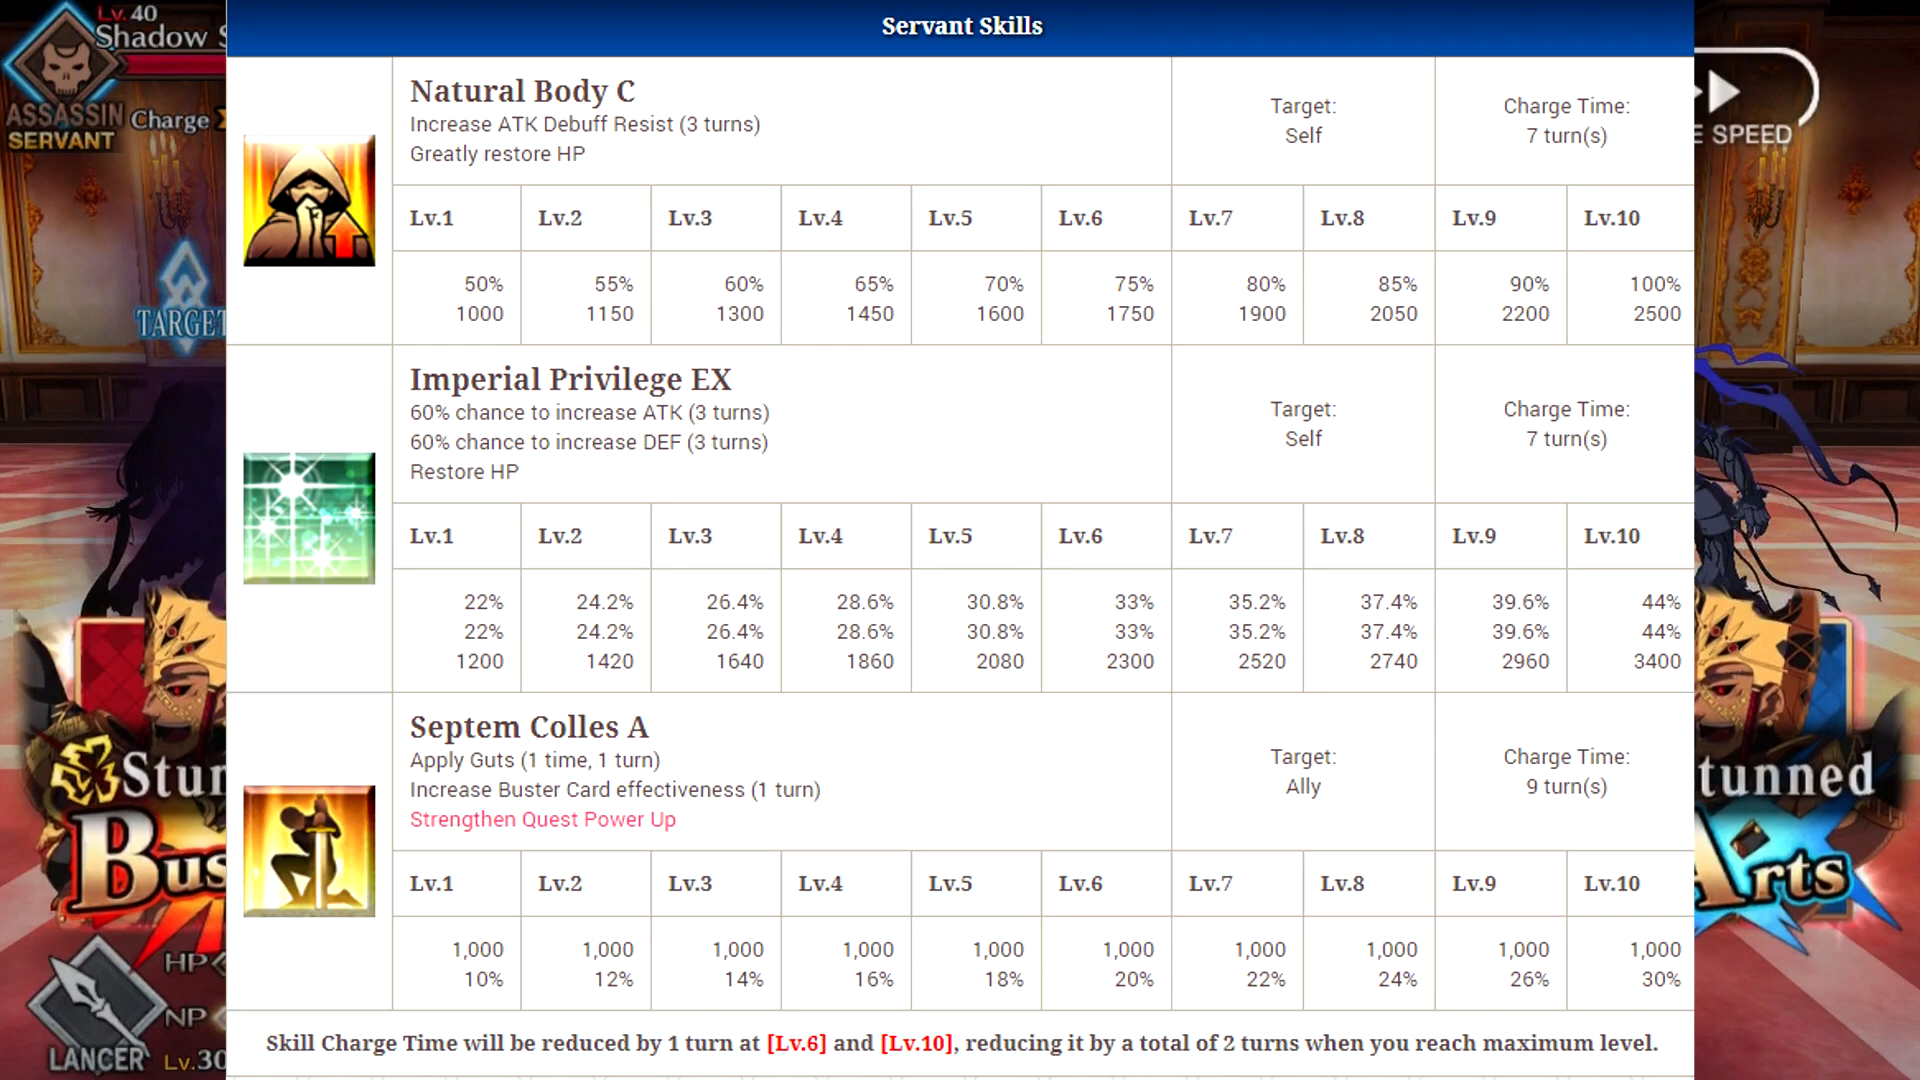 Servant Skills
Lv. 40
Shadow S
ASSASSIN
SERVANT
Charge
TARGET
E SPEED
Natural Body C
Increase ATK Debuff Resist (3 turns)
Greatly restore HP
Target:
Self
Charge Time:
7 turn(s)
Lv.1 Lv.2 Lv.3 Lv.4 Lv.5 Lv.6 Lv.7 Lv.8 Lv.9 Lv.10
50% 55% 60% 65% 70% 75% 80% 85% 90% 100%
1000 1150 1300 1450 1600 1750 1900 2050 2200 2500
Imperial Privilege EX
60% chance to increase ATK (3 turns)
60% chance to increase DEF (3 turns)
Restore HP
Target:
Self
Charge Time:
7 turn(s)
Lv.1 Lv.2 Lv.3 Lv.4 Lv.5 Lv.6 Lv.7 Lv.8 Lv.9 Lv.10
22% 24.2% 26.4% 28.6% 30.8% 33% 35.2% 37.4% 39.6% 44%
22% 24.2% 26.4% 28.6% 30.8% 33% 35.2% 37.4% 39.6% 44%
1200 1420 1640 1860 2080 2300 2520 2740 2960 3400
Septem Colles A
Apply Guts (1 time, 1 turn)
Increase Buster Card effectiveness (1 turn)
Strengthen Quest Power Up
Target:
Ally
Charge Time:
9 turn(s)
Lv.1 Lv.2 Lv.3 Lv.4 Lv.5 Lv.6 Lv.7 Lv.8 Lv.9 Lv.10
1,000 1,000 1,000 1,000 1,000 1,000 1,000 1,000 1,000 1,000
10% 12% 14% 16% 18% 20% 22% 24% 26% 30%
Skill Charge Time will be reduced by 1 turn at [Lv.6] and [Lv.10], reducing it by a total of 2 turns when you reach maximum level.
Stun
Bus
tunned
Arts
HP
NP
LANCER
Lv.30